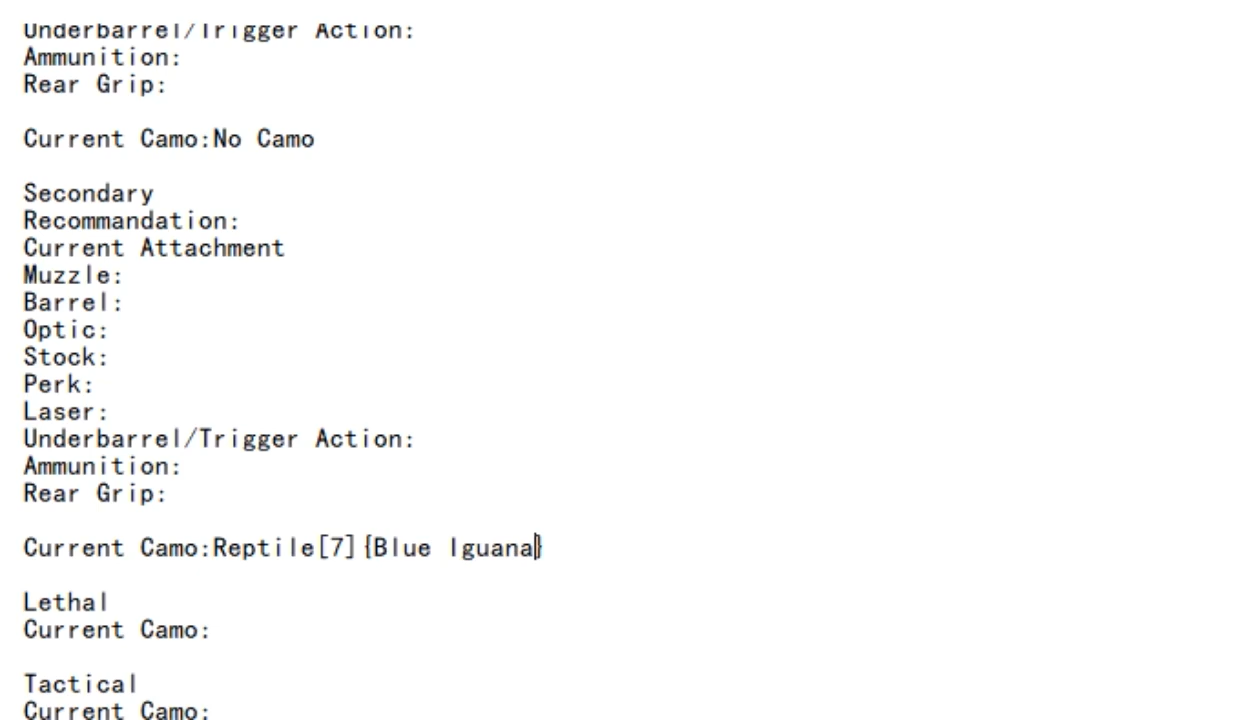 Underbarrel/Trigger Action:
Ammunition:
Rear Grip:
Current Camo:No Camo
Secondary
Recommandation:
Current Attachment
Muzzle:
Barrel:
Optic:
Stock:
Perk:
Laser:
Underbarrel/Trigger Action:
Ammunition:
Rear Grip:
Current Camo:Reptile[7]{Blue Iguana}
Lethal
Current Camo:
Tactical
Current Camo: